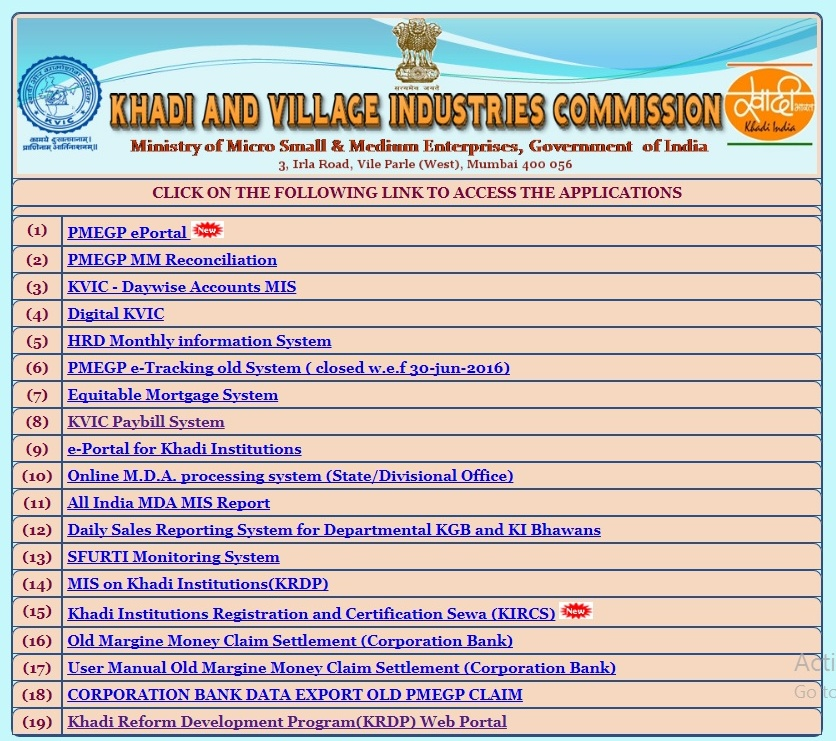 सत्यमेव जयते
KVIC
KHADI AND VILLAGE INDUSTRIES COMMISSION
Khadi India
Ministry of Micro Small & Medium Enterprises, Government of India
3, Irla Road, Vile Parle (West), Mumbai 400 056
CLICK ON THE FOLLOWING LINK TO ACCESS THE APPLICATIONS
(1) PMEGP ePortal New
(2) PMEGP MM Reconciliation
(3) KVIC - Daywise Accounts MIS
(4) Digital KVIC
(5) HRD Monthly information System
(6) PMEGP e-Tracking old System ( closed w.e.f 30-jun-2016)
(7) Equitable Mortgage System
(8) KVIC Paybill System
(9) e-Portal for Khadi Institutions
(10) Online M.D.A. processing system (State/Divisional Office)
(11) All India MDA MIS Report
(12) Daily Sales Reporting System for Departmental KGB and KI Bhawans
(13) SFURTI Monitoring System
(14) MIS on Khadi Institutions(KRDP)
(15) Khadi Institutions Registration and Certification Sewa (KIRCS) New
(16) Old Margine Money Claim Settlement (Corporation Bank)
(17) User Manual Old Margine Money Claim Settlement (Corporation Bank)
(18) CORPORATION BANK DATA EXPORT OLD PMEGP CLAIM
(19) Khadi Reform Development Program(KRDP) Web Portal
Acti
Go to